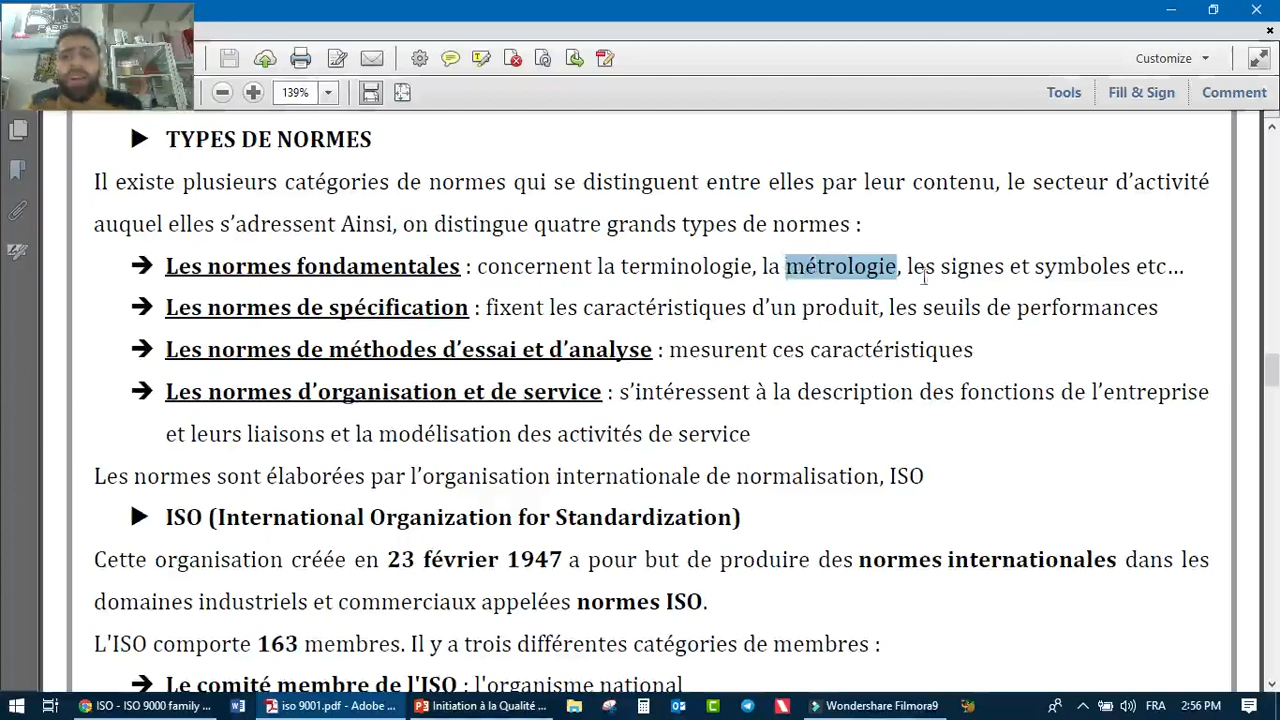 Customize
139%
Tools
Fill & Sign
Comment
TYPES DE NORMES
Il existe plusieurs catégories de normes qui se distinguent entre elles par leur contenu, le secteur d’activité
auquel elles s’adressent Ainsi, on distingue quatre grands types de normes :
➔ Les normes fondamentales : concernent la terminologie, la métrologie, les signes et symboles etc…
➔ Les normes de spécification : fixent les caractéristiques d’un produit, les seuils de performances
➔ Les normes de méthodes d’essai et d’analyse : mesurent ces caractéristiques
➔ Les normes d’organisation et de service : s’intéressent à la description des fonctions de l’entreprise
et leurs liaisons et la modélisation des activités de service
Les normes sont élaborées par l’organisation internationale de normalisation, ISO
ISO (International Organization for Standardization)
Cette organisation créée en 23 février 1947 a pour but de produire des normes internationales dans les
domaines industriels et commerciaux appelées normes ISO.
L'ISO comporte 163 membres. Il y a trois différentes catégories de membres :
➔ Le comité membre de l'ISO : l'organisme national
ISO - ISO 9000 family ...
iso 9001.pdf - Adobe ...
Initiation à la Qualité ...
Wondershare Filmora9
FRA
2:56 PM